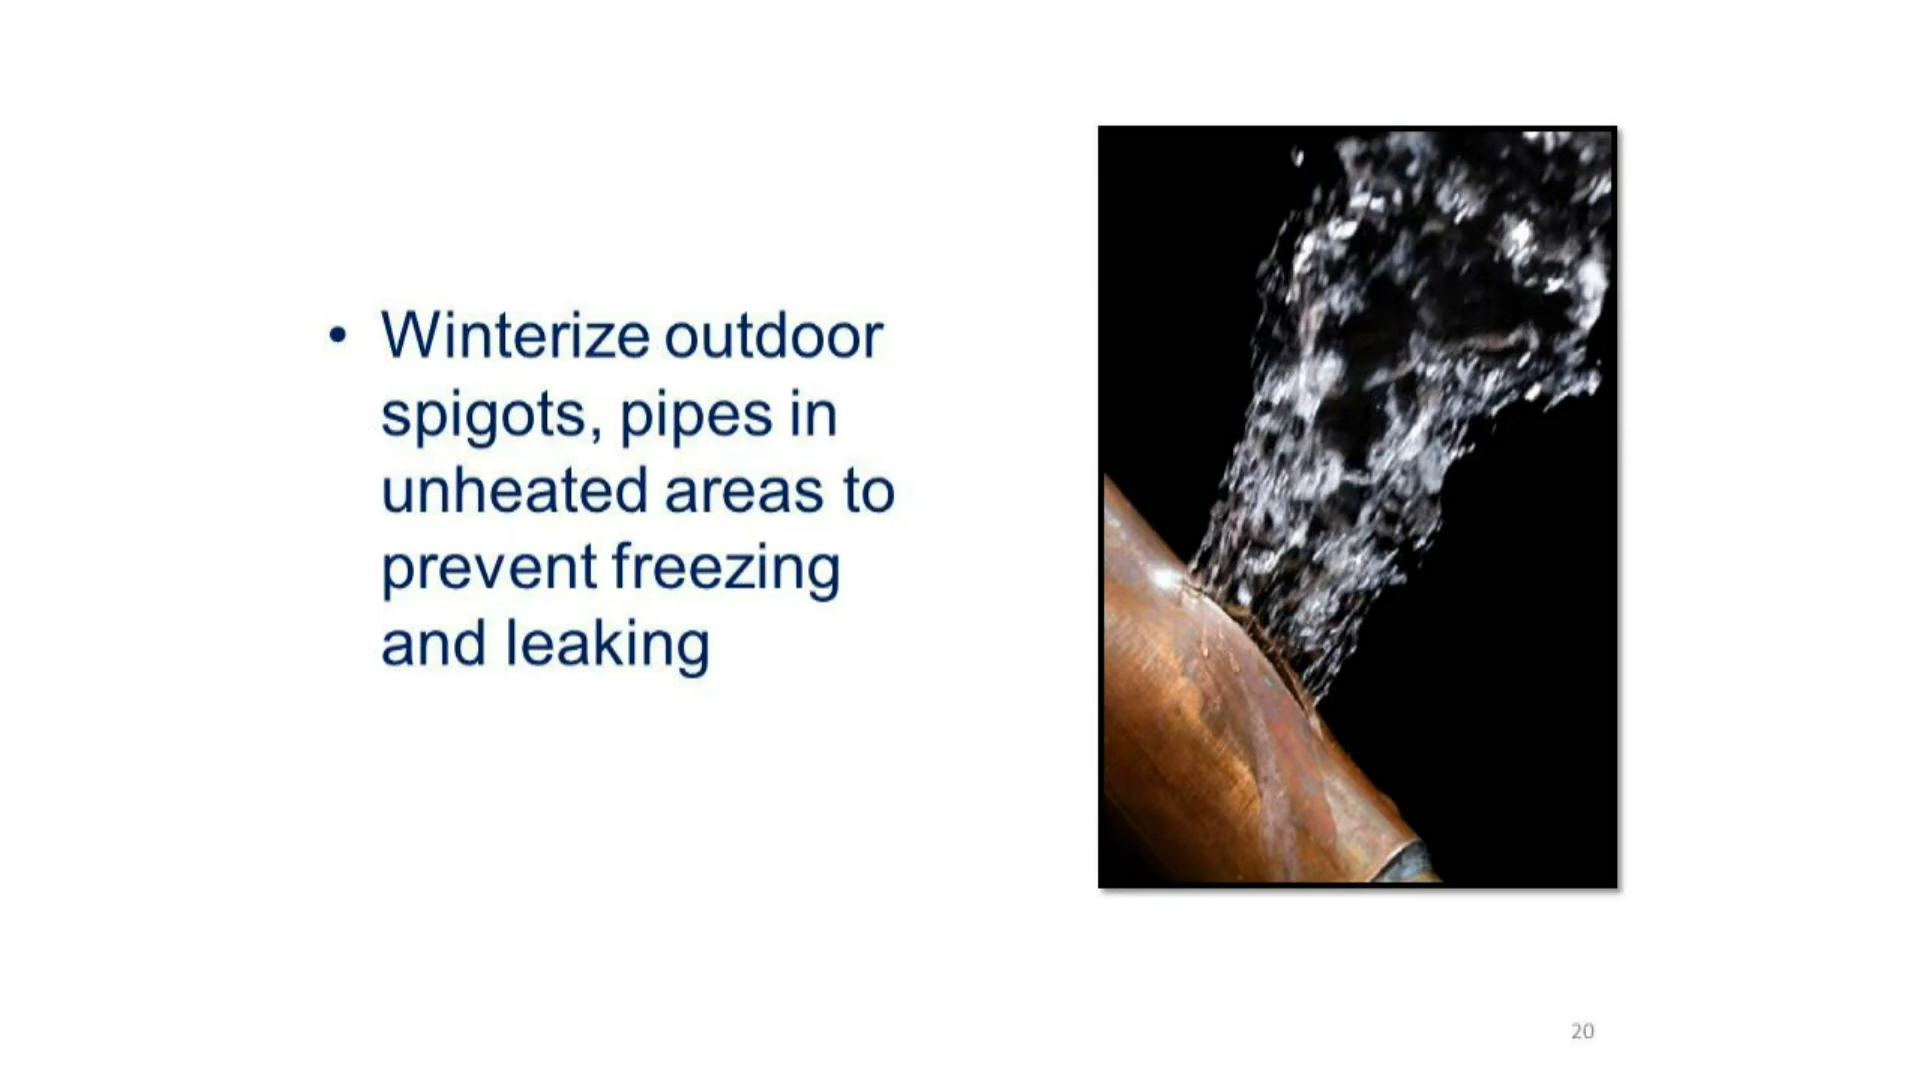 • Winterize outdoor
spigots, pipes in
unheated areas to
prevent freezing
and leaking
20